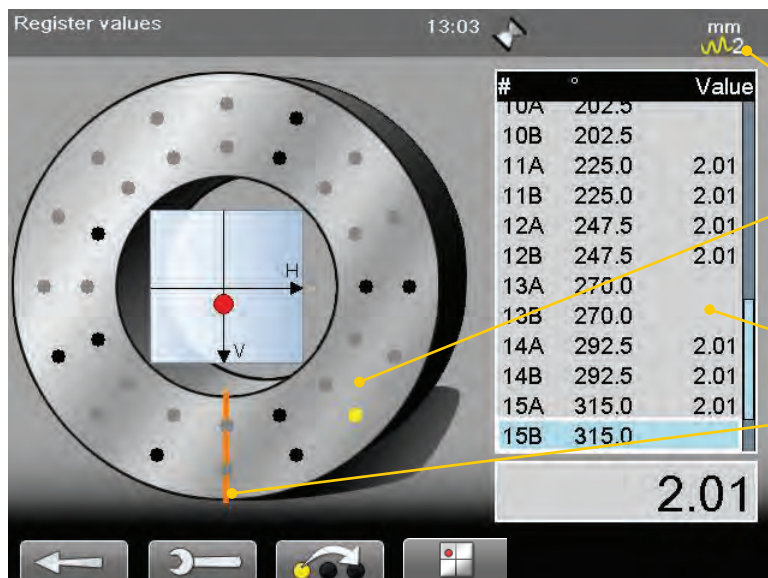 Register values 13:03 mm
2
# ° Value
10A 202.5
10B 202.5
11A 225.0 2.01
11B 225.0 2.01
12A 247.5 2.01
12B 247.5 2.01
13A 270.0
13B 270.0
14A 292.5 2.01
14B 292.5 2.01
15A 315.0 2.01
15B 315.0
2.01
H
V